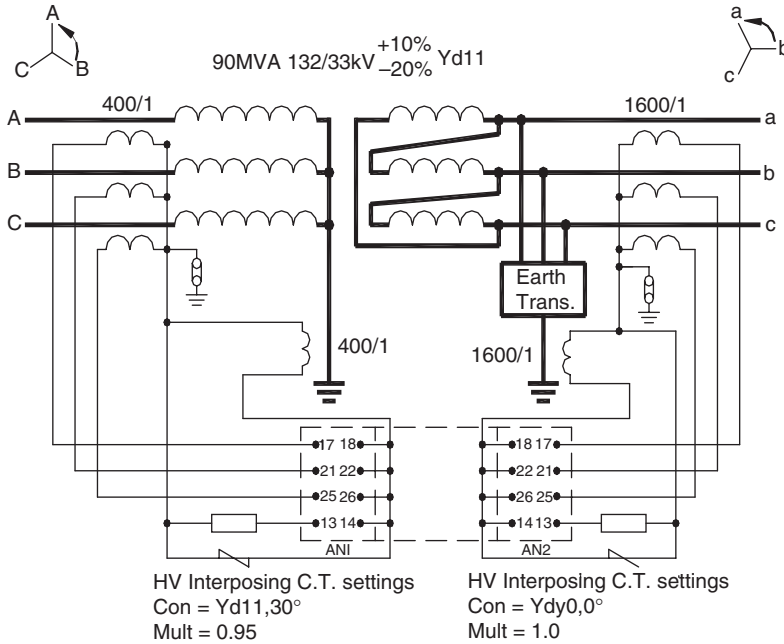 A
C
B
90MVA 132/33kV +10% –20% Yd11
a
b
c
A
400/1
1600/1
a
B
b
C
c
Earth
Trans.
400/1
1600/1
17 18
18 17
21 22
22 21
25 26
26 25
13 14
14 13
ANI
AN2
HV Interposing C.T. settings
Con = Yd11,30°
Mult = 0.95
HV Interposing C.T. settings
Con = Ydy0,0°
Mult = 1.0